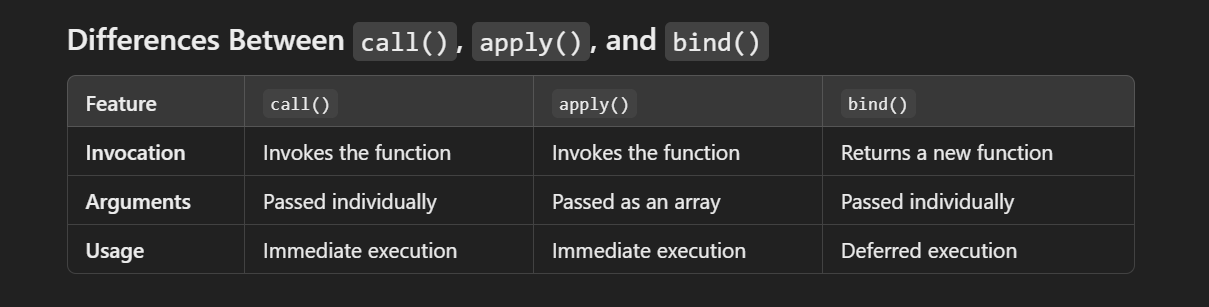 Differences Between call(), apply(), and bind()
Feature call() apply() bind()
Invocation Invokes the function Invokes the function Returns a new function
Arguments Passed individually Passed as an array Passed individually
Usage Immediate execution Immediate execution Deferred execution